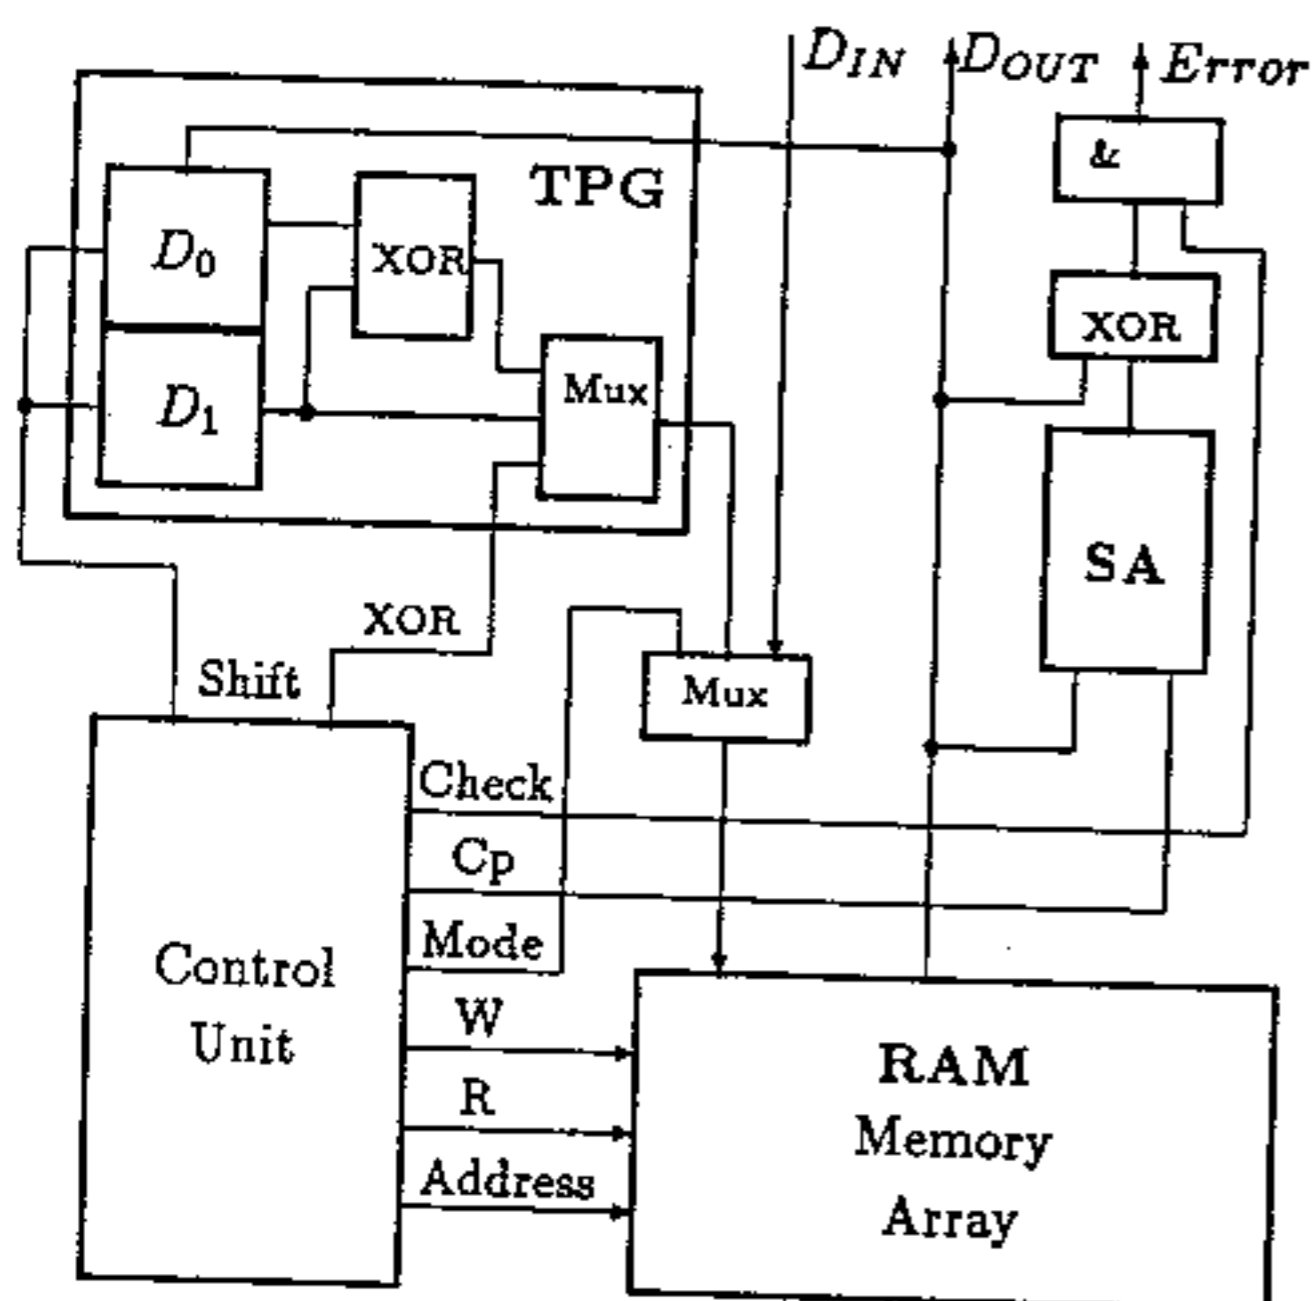 D_IN
D_OUT
Error
&
TPG
D_0
XOR
XOR
D_1
Mux
SA
XOR
Shift
Mux
Check
Cp
Mode
Control
Unit
W
R
Address
RAM
Memory
Array